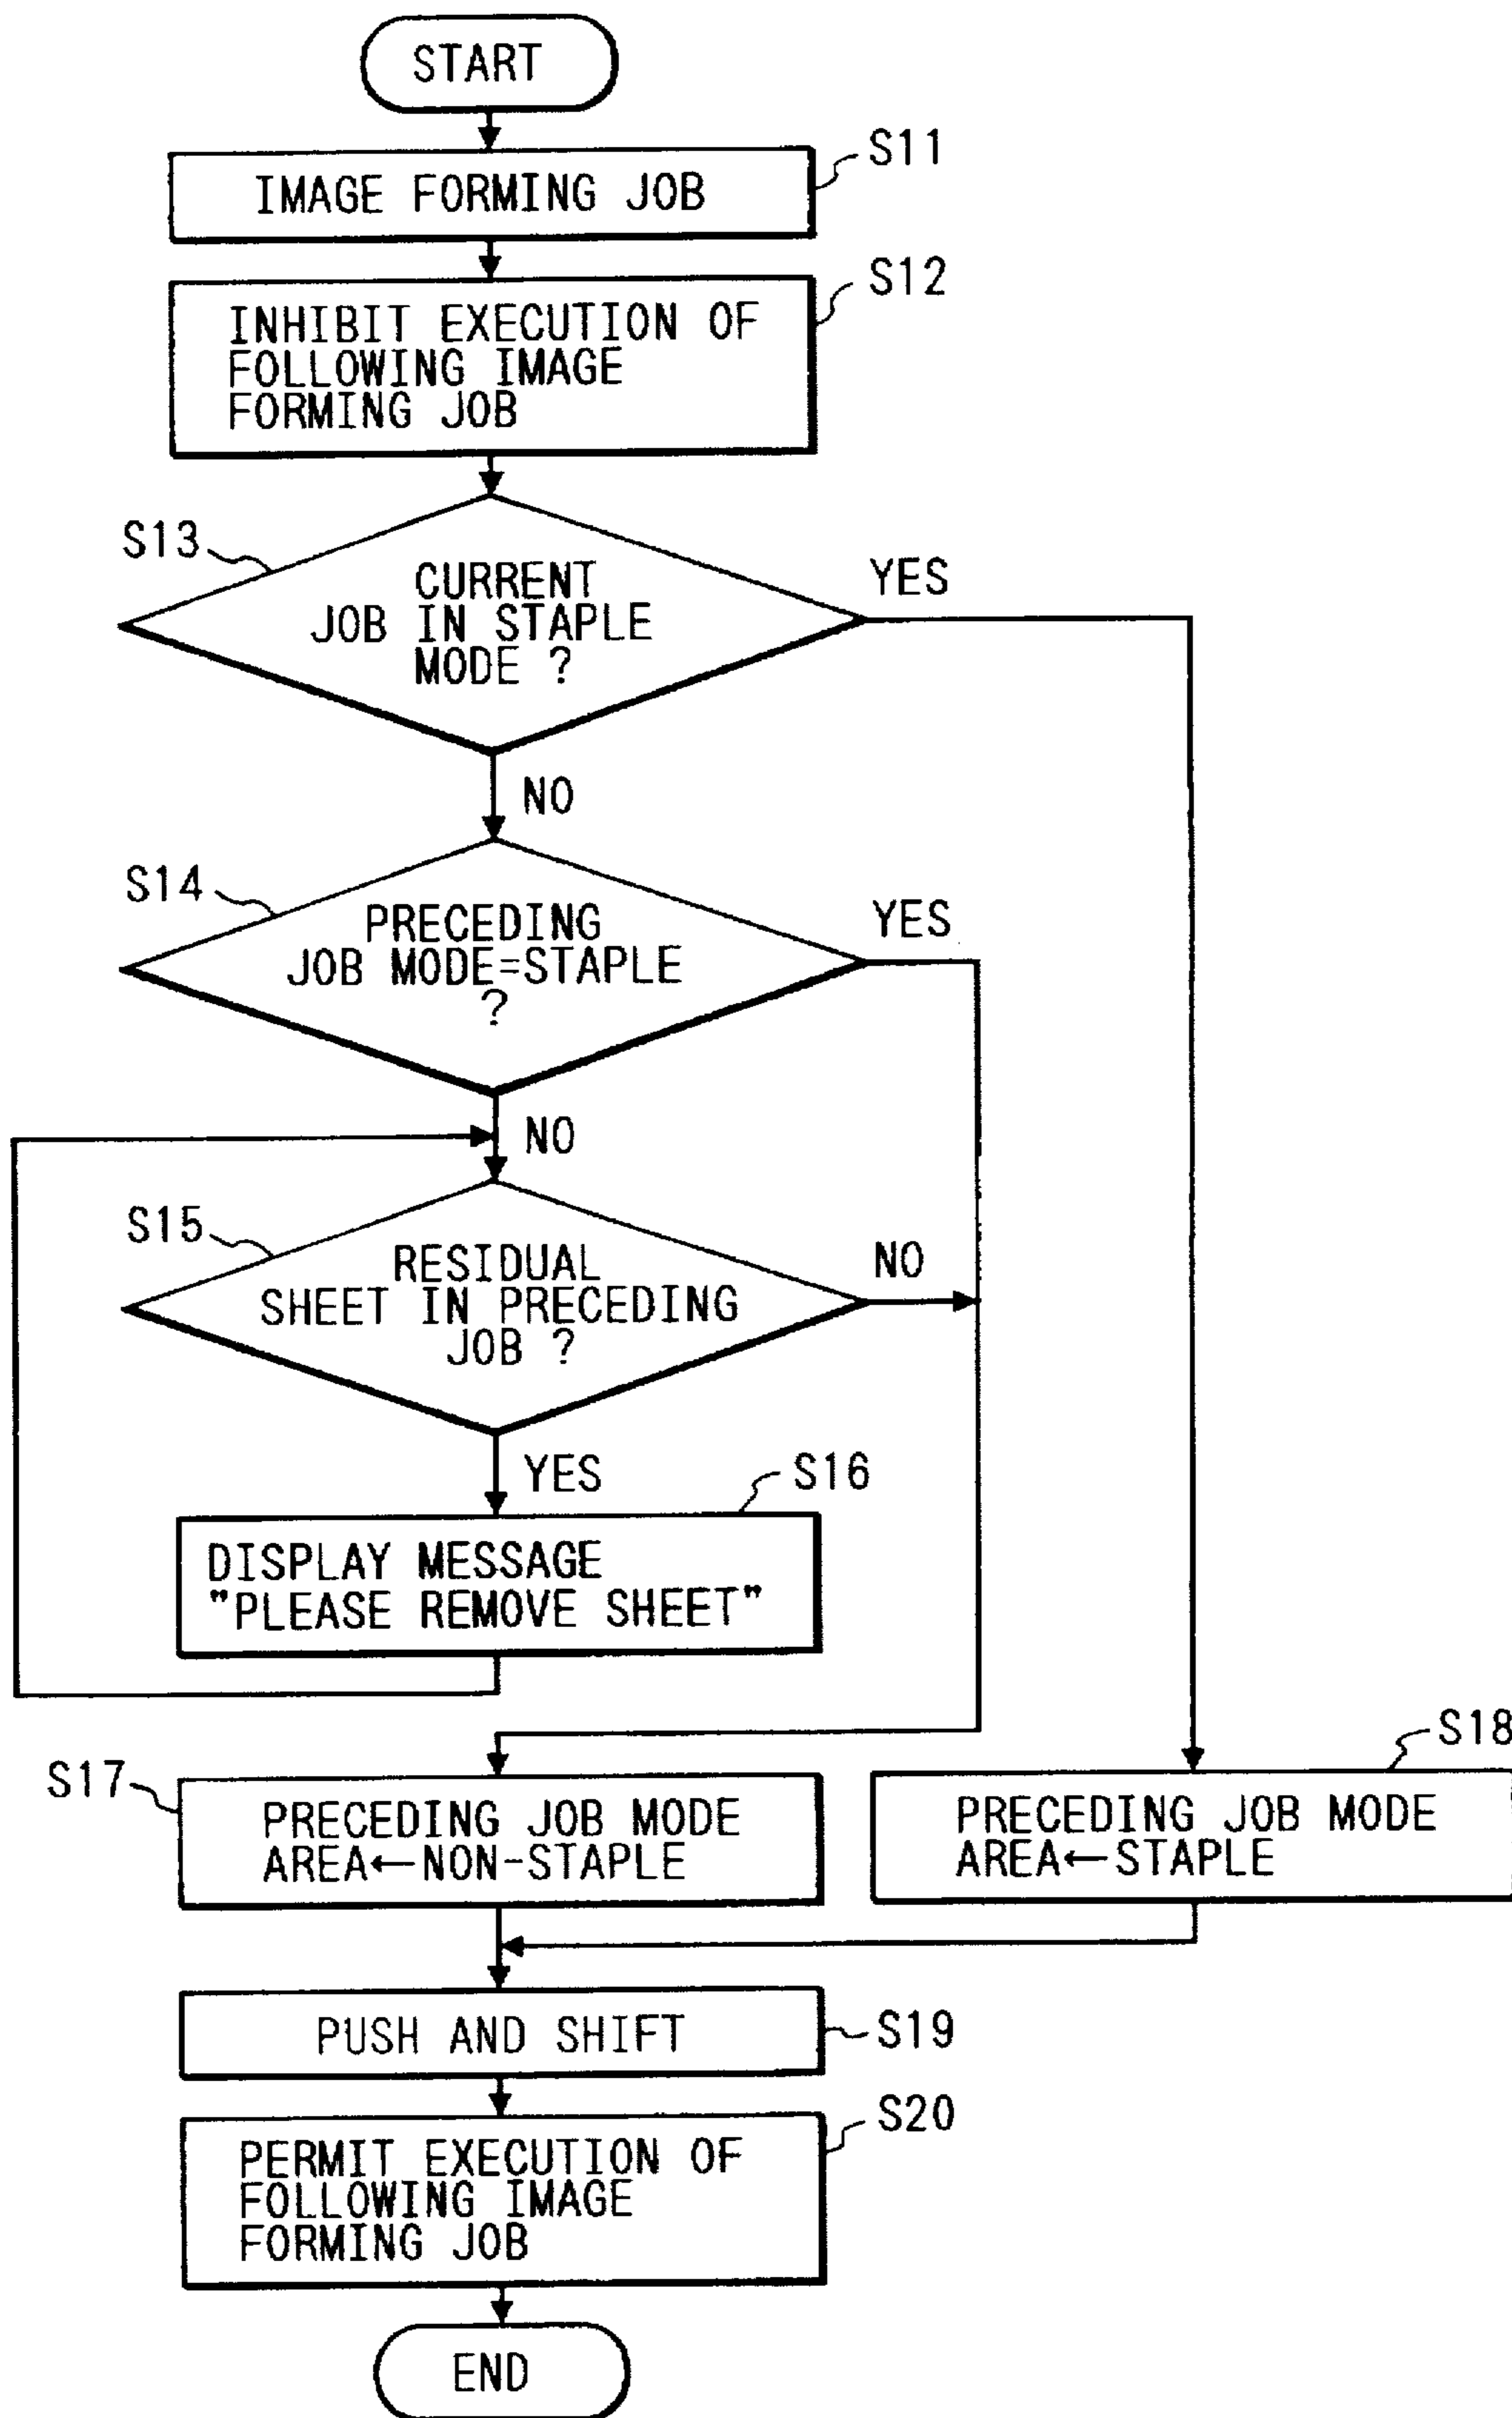 START
S11
IMAGE FORMING JOB
S12
INHIBIT EXECUTION OF
FOLLOWING IMAGE
FORMING JOB
S13
CURRENT
JOB IN STAPLE
MODE ?
YES
NO
S14
PRECEDING
JOB MODE=STAPLE
?
YES
NO
S15
RESIDUAL
SHEET IN PRECEDING
JOB ?
NO
YES
S16
DISPLAY MESSAGE
"PLEASE REMOVE SHEET"
S17
PRECEDING JOB MODE
AREA←NON-STAPLE
S18
PRECEDING JOB MODE
AREA←STAPLE
PUSH AND SHIFT
S19
S20
PERMIT EXECUTION OF
FOLLOWING IMAGE
FORMING JOB
END